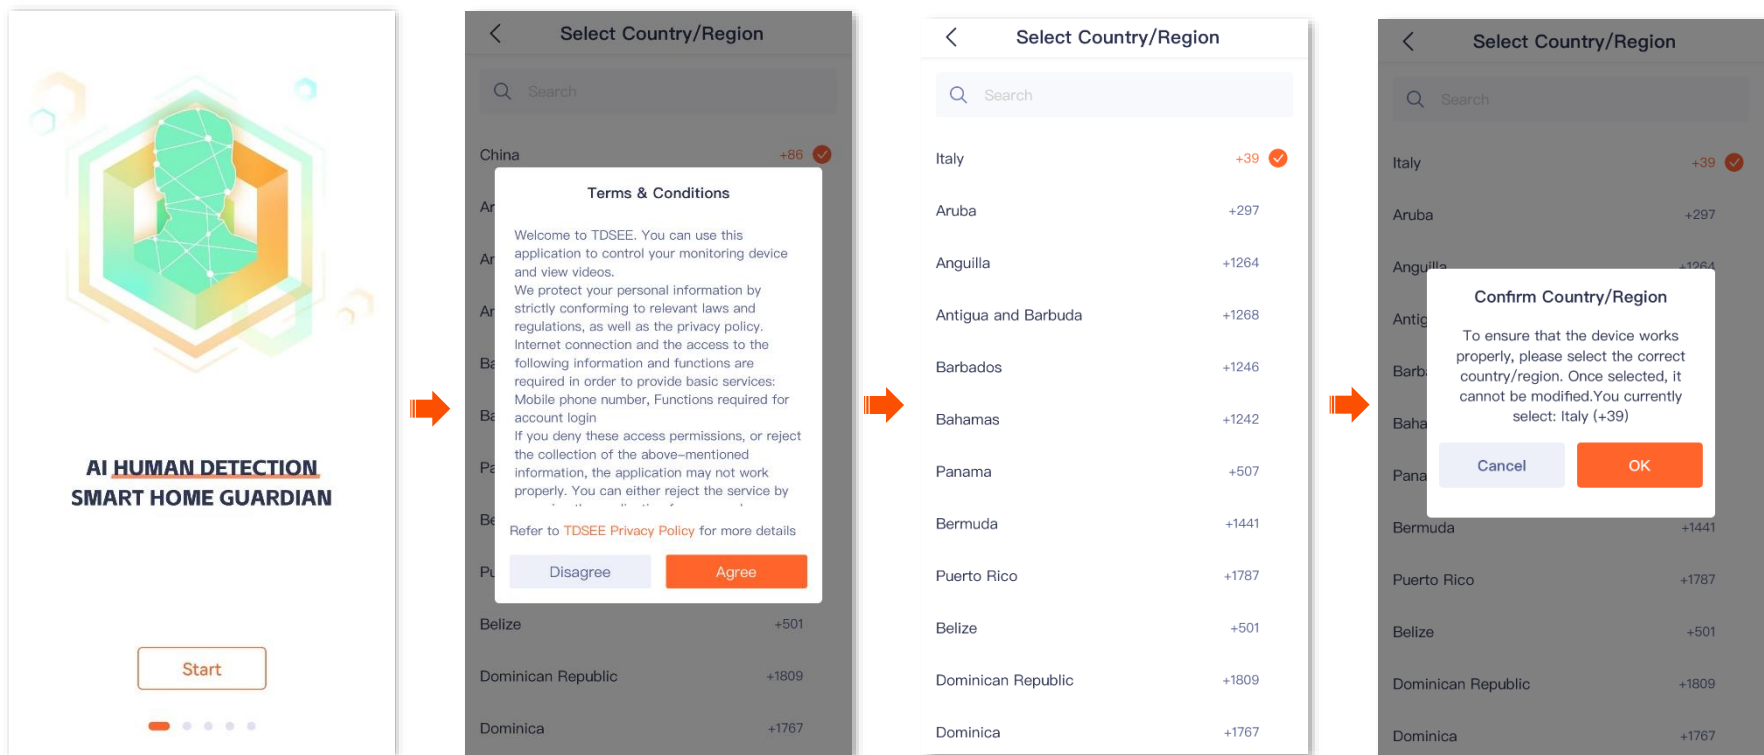 AI HUMAN DETECTION
SMART HOME GUARDIAN
Start
Select Country/Region
Search
China +86
Terms & Conditions
Welcome to TDSEE. You can use this
application to control your monitoring device
and view videos.
We protect your personal information by
strictly conforming to relevant laws and
regulations, as well as the privacy policy.
Internet connection and the access to the
following information and functions are
required in order to provide basic services:
Mobile phone number, Functions required for
account login
If you deny these access permissions, or reject
the collection of the above-mentioned
information, the application may not work
properly. You can either reject the service by
Refer to TDSEE Privacy Policy for more details
Disagree Agree
Belize +501
Dominican Republic +1809
Dominica +1767
Select Country/Region
Search
Italy +39
Aruba +297
Anguilla +1264
Antigua and Barbuda +1268
Barbados +1246
Bahamas +1242
Panama +507
Bermuda +1441
Puerto Rico +1787
Belize +501
Dominican Republic +1809
Dominica +1767
Select Country/Region
Search
Italy +39
Aruba +297
Anguilla +1264
Antig
Barb
Baha
Pana
Confirm Country/Region
To ensure that the device works
properly, please select the correct
country/region. Once selected, it
cannot be modified.You currently
select: Italy (+39)
Cancel OK
Bermuda +1441
Puerto Rico +1787
Belize +501
Dominican Republic +1809
Dominica +1767